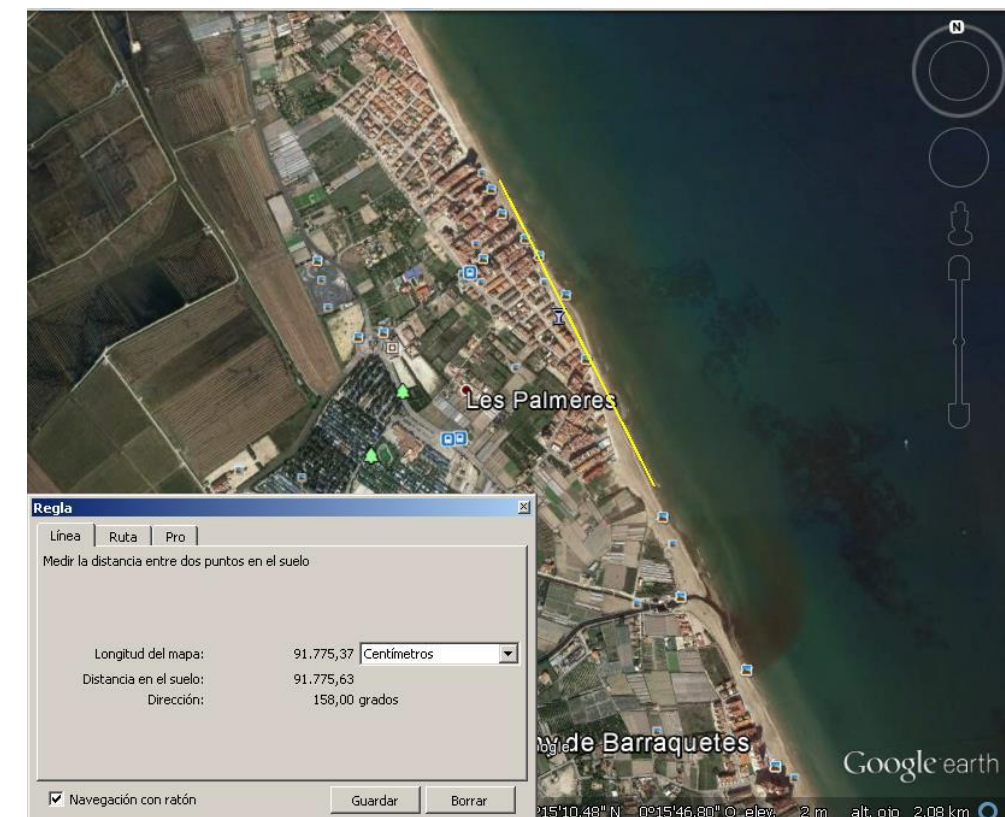 N
Les Palmeres
Regla
Línea Ruta Pro
Medir la distancia entre dos puntos en el suelo
Longitud del mapa: 91.775,37 Centímetros
Distancia en el suelo: 91.775,63
Dirección: 158,00 grados
Navegación con ratón Guardar Borrar
de Barraquetes
Google earth
15'10.48" N 0°15'46.80" O elev. 2 m alt. ojo 2.08 km